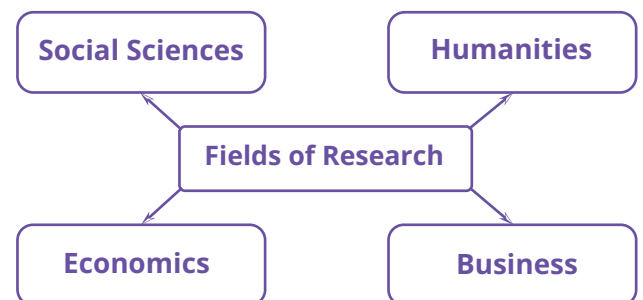 Social Sciences
Humanities
Fields of Research
Economics
Business